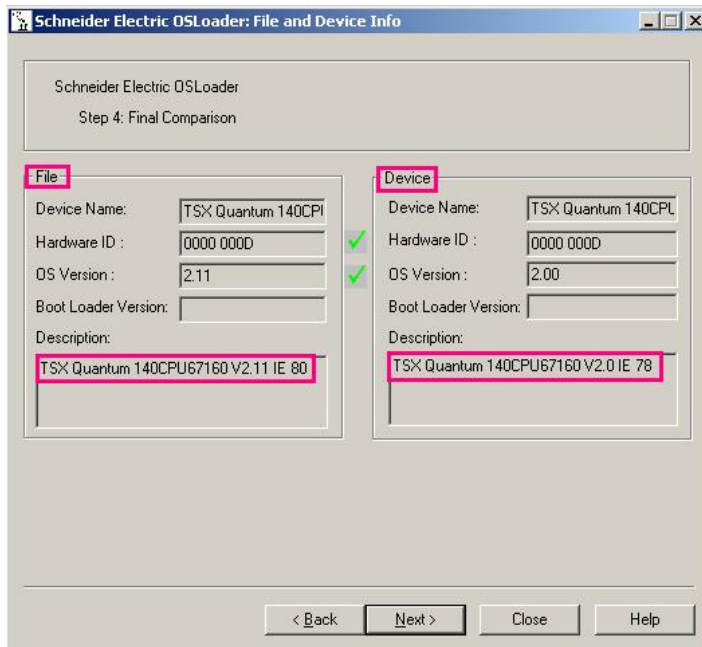 Schneider Electric OSLoader: File and Device Info
Schneider Electric OSLoader
Step 4: Final Comparison
File
Device Name:
TSX Quantum 140CPI
Hardware ID :
0000 000D
OS Version :
2.11
Boot Loader Version:
Description:
TSX Quantum 140CPU67160 V2.11 IE 80
Device
Device Name:
TSX Quantum 140CPL
Hardware ID :
0000 000D
OS Version :
2.00
Boot Loader Version:
Description:
TSX Quantum 140CPU67160 V2.0 IE 78
< Back
Next >
Close
Help